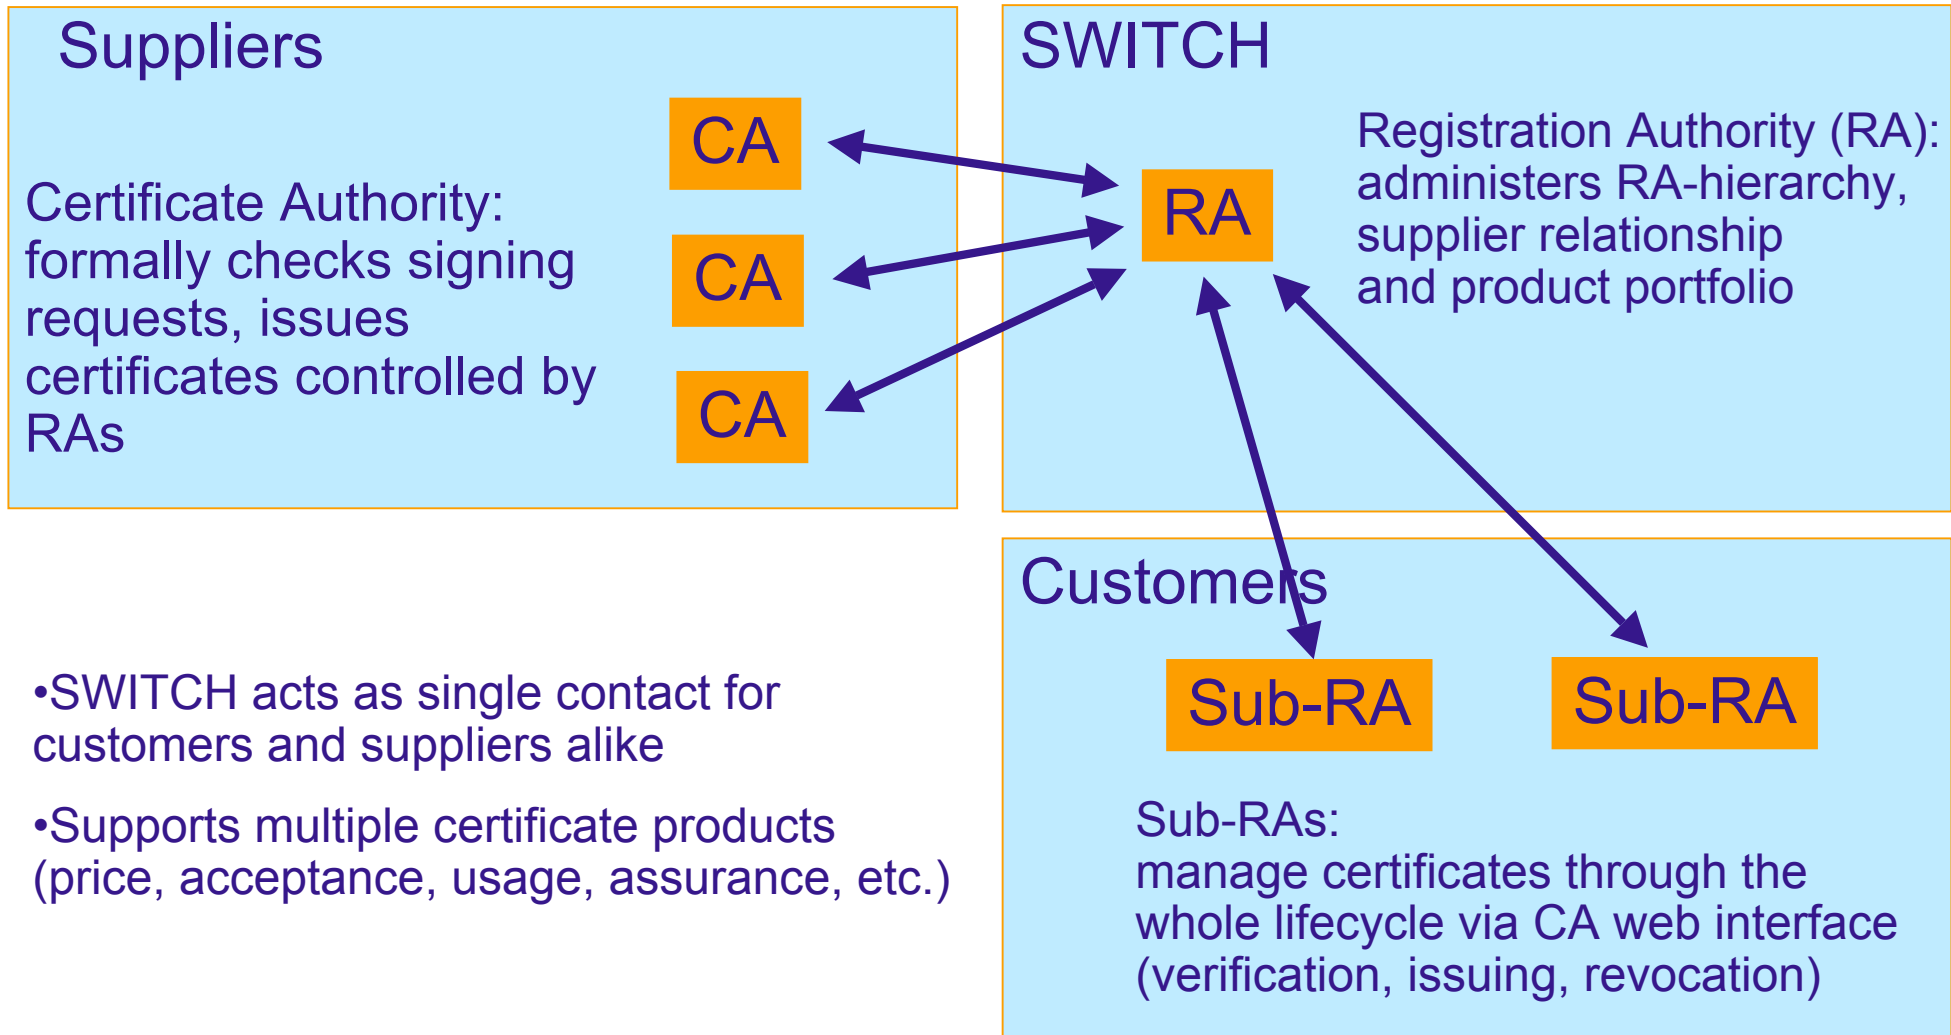 Suppliers
Certificate Authority:
formally checks signing
requests, issues
certificates controlled by
RAs
CA
CA
CA
SWITCH
RA
Registration Authority (RA):
administers RA-hierarchy,
supplier relationship
and product portfolio
Customers
Sub-RA
Sub-RA
Sub-RAs:
manage certificates through the
whole lifecycle via CA web interface
(verification, issuing, revocation)
•SWITCH acts as single contact for
customers and suppliers alike
•Supports multiple certificate products
(price, acceptance, usage, assurance, etc.)